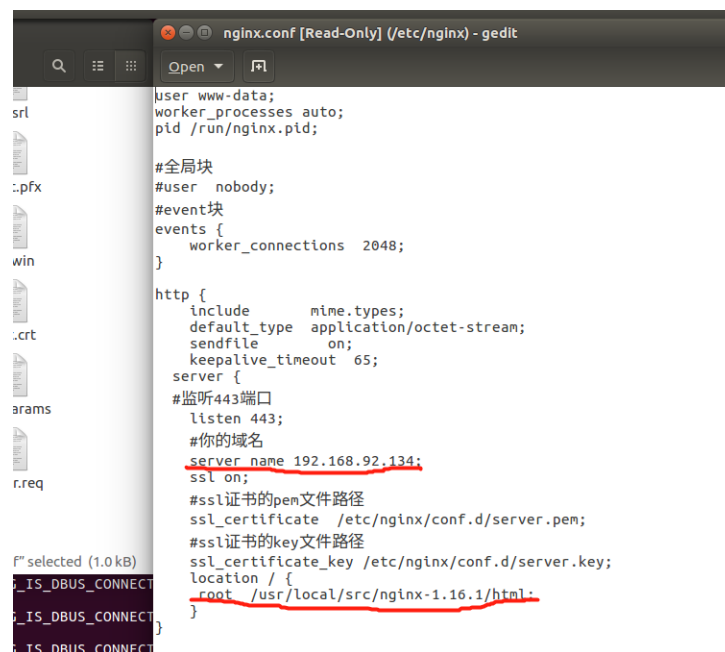 nginx.conf [Read-Only] (/etc/nginx) - gedit
Open
srl
t.pfx
win
.crt
arams
r.req
f" selected (1.0 kB)
G_IS_DBUS_CONNECT
G_IS_DBUS_CONNECT
G_IS_DBUS_CONNECT
user www-data;
worker_processes auto;
pid /run/nginx.pid;
#全局块
#user  nobody;
#event块
events {
worker_connections  2048;
}
http {
include       mime.types;
default_type  application/octet-stream;
sendfile        on;
keepalive_timeout  65;
server {
#监听443端口
listen 443;
#你的域名
server_name 192.168.92.134;
ssl on;
#ssl证书的pem文件路径
ssl_certificate  /etc/nginx/conf.d/server.pem;
#ssl证书的key文件路径
ssl_certificate_key /etc/nginx/conf.d/server.key;
location / {
root  /usr/local/src/nginx-1.16.1/html;
}
}